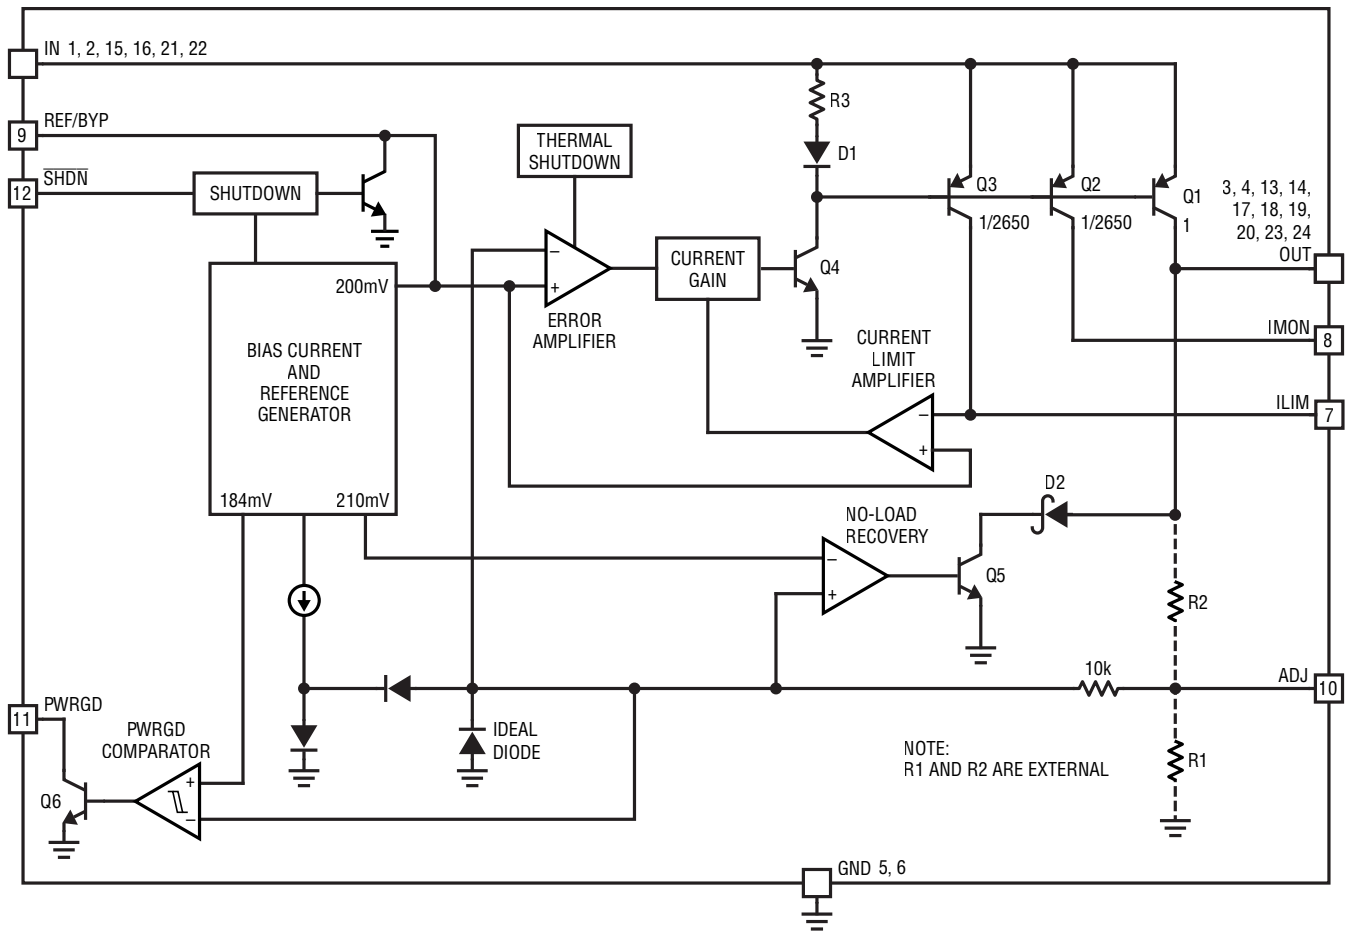 IN 1, 2, 15, 16, 21, 22
9
REF/BYP
12
SHDN
SHUTDOWN
THERMAL
SHUTDOWN
R3
D1
Q3
1/2650
Q2
1/2650
Q1
1
3, 4, 13, 14,
17, 18, 19,
20, 23, 24
OUT
200mV
BIAS CURRENT
AND
REFERENCE
GENERATOR
184mV
210mV
–
+
ERROR
AMPLIFIER
CURRENT
GAIN
Q4
CURRENT
LIMIT
AMPLIFIER
–
+
IMON
8
ILIM
7
D2
NO-LOAD
RECOVERY
–
+
Q5
R2
10k
ADJ
10
11
PWRGD
PWRGD
COMPARATOR
+
–
Q6
IDEAL
DIODE
NOTE:
R1 AND R2 ARE EXTERNAL
R1
GND 5, 6